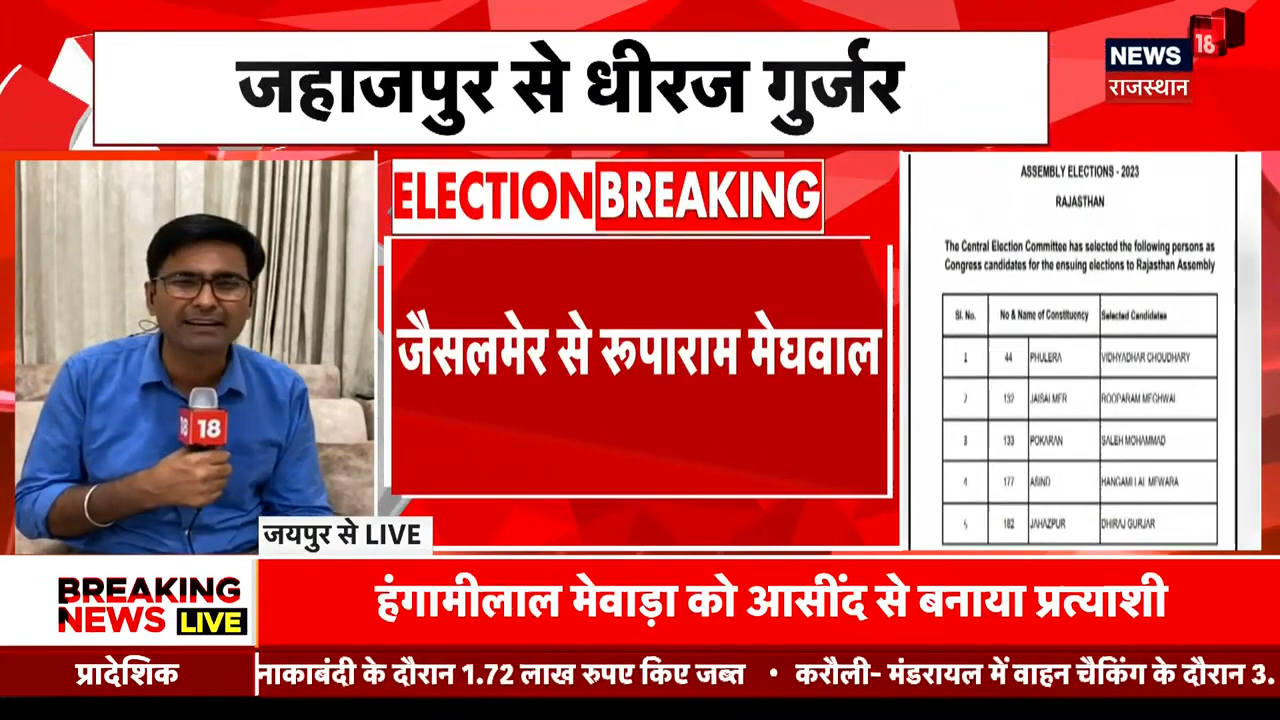 जहाजपुर से धीरज गुर्जर
NEWS 18
राजस्थान
ELECTION BREAKING
जैसलमेर से रूपाराम मेघवाल
18
जयपुर से LIVE
ASSEMBLY ELECTIONS - 2023
RAJASTHAN
The Central Election Committee has selected the following persons as
Congress candidates for the ensuing elections to Rajasthan Assembly
Sl. No. No & Name of Constituency Selected Candidates
1 44 PHULERA VIDHYADHAR CHOUDHARY
2 132 JAISALMER ROOPARAM MEGHWAL
3 133 POKARAN SALEH MOHAMMAD
4 177 ASIND HANGAMI LAL MEWARA
5 182 JAHAZPUR DHIRAJ GURJAR
BREAKING
NEWS LIVE
हंगामीलाल मेवाड़ा को आसींद से बनाया प्रत्याशी
प्रादेशिक
नाकाबंदी के दौरान 1.72 लाख रुपए किए जब्त • करौली- मंडरायल में वाहन चैकिंग के दौरान 3.